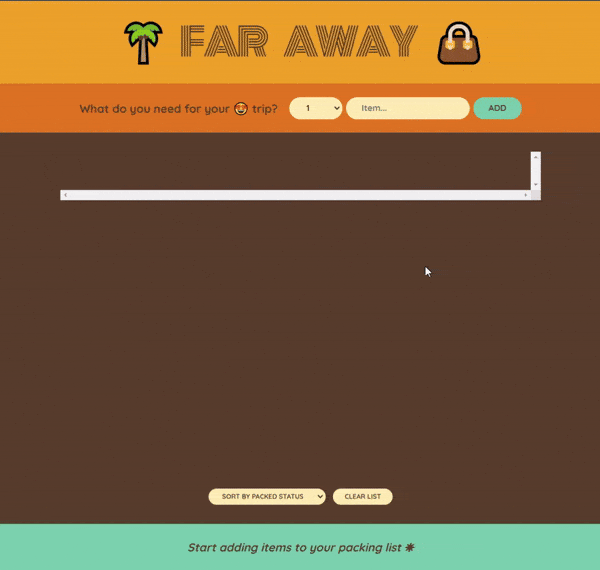 FAR AWAY
What do you need for your 🤩 trip?
1
Item...
ADD
SORT BY PACKED STATUS
CLEAR LIST
Start adding items to your packing list